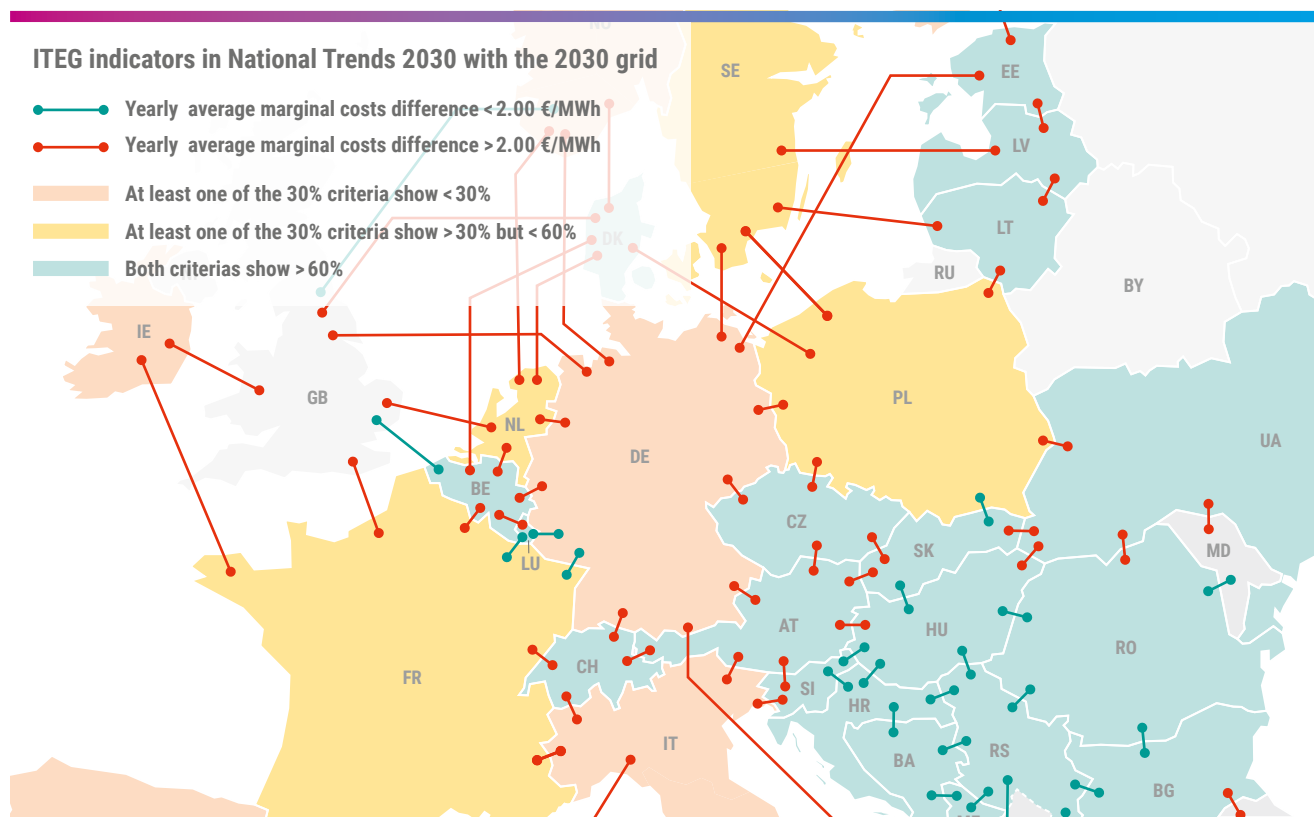 NO
ITEG indicators in National Trends 2030 with the 2030 grid
SE
EE
Yearly average marginal costs difference < 2.00 €/MWh
Yearly average marginal costs difference > 2.00 €/MWh
LV
At least one of the 30% criteria show < 30%
At least one of the 30% criteria show > 30% but < 60%
DK
LT
Both criterias show > 60%
RU
BY
IE
GB
NL
PL
DE
UA
BE
CZ
SK
MD
LU
AT
HU
RO
CH
FR
SI
HR
IT
BA
RS
BG